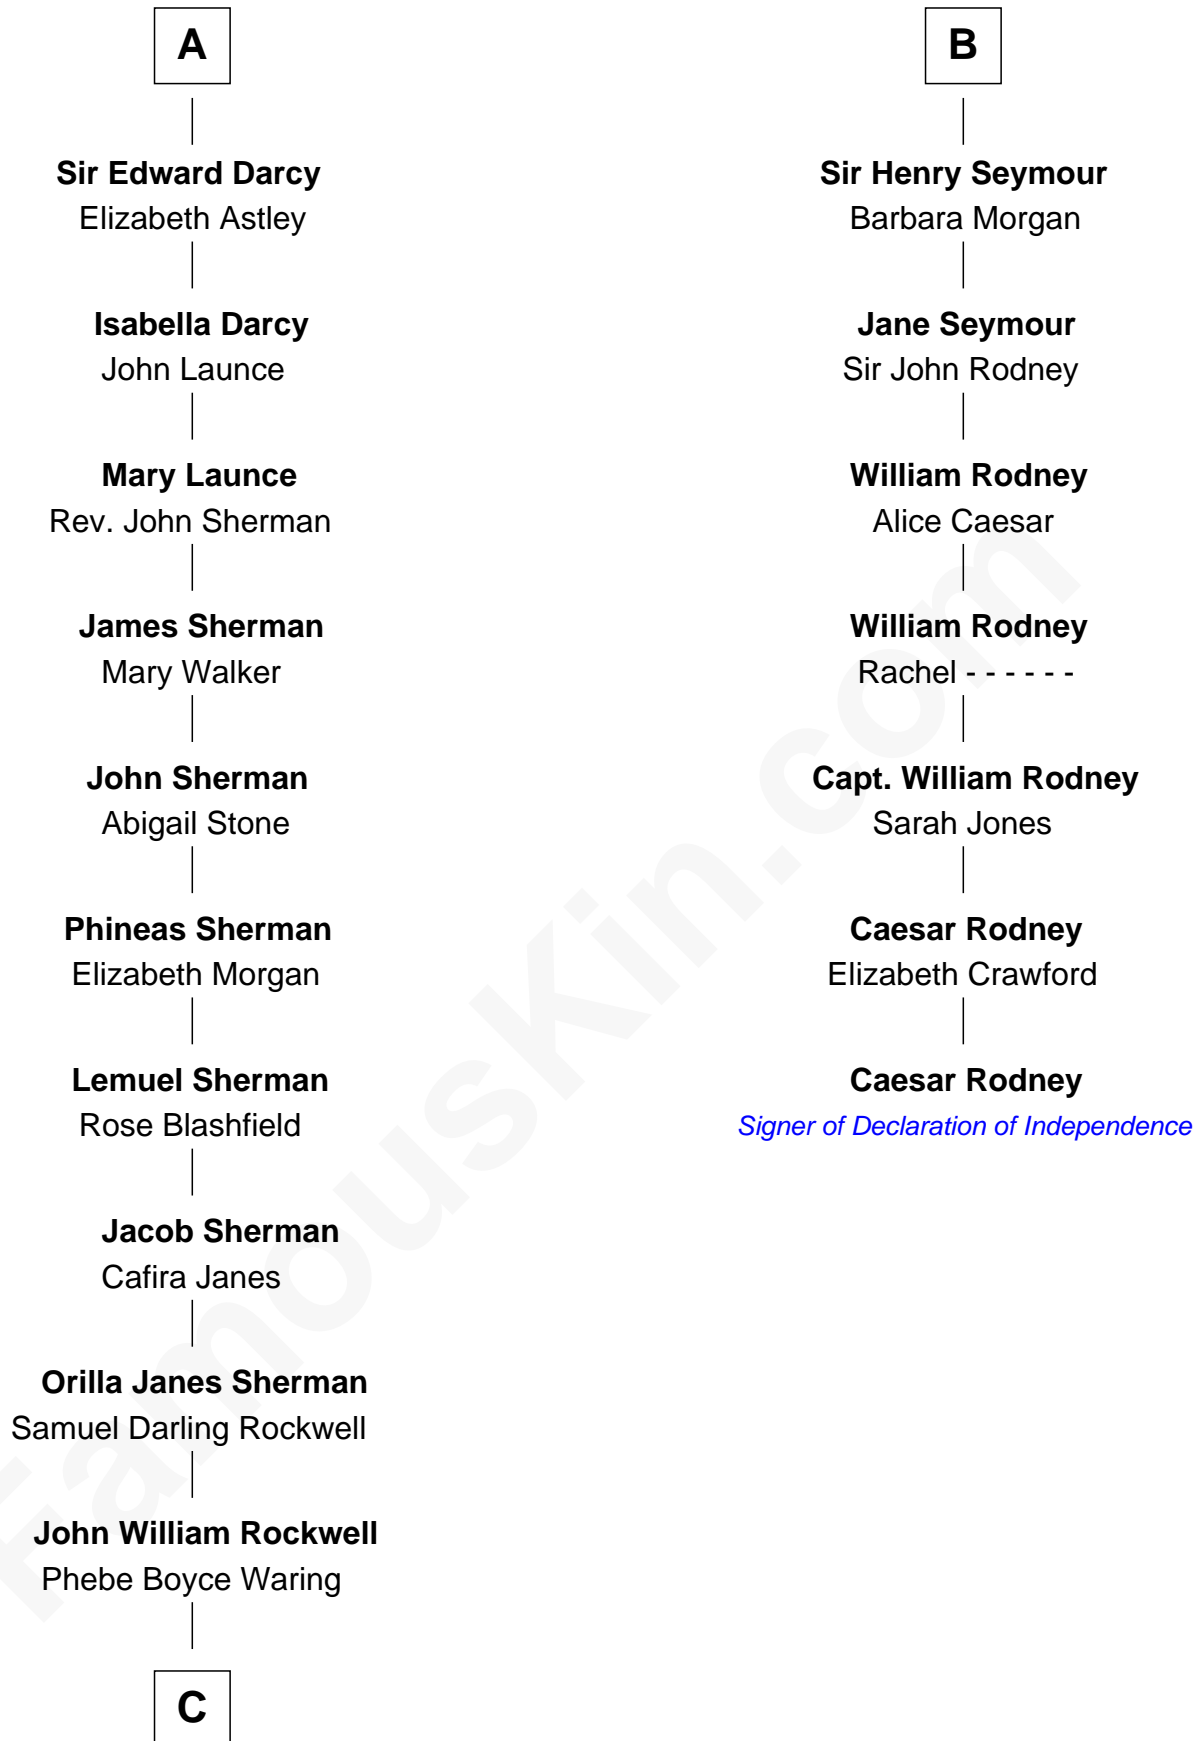 A
Sir Edward Darcy
Elizabeth Astley
Isabella Darcy
John Launce
Mary Launce
Rev. John Sherman
James Sherman
Mary Walker
John Sherman
Abigail Stone
Phineas Sherman
Elizabeth Morgan
Lemuel Sherman
Rose Blashfield
Jacob Sherman
Cafira Janes
Orilla Janes Sherman
Samuel Darling Rockwell
John William Rockwell
Phebe Boyce Waring
C
B
Sir Henry Seymour
Barbara Morgan
Jane Seymour
Sir John Rodney
William Rodney
Alice Caesar
William Rodney
Rachel - - - - - -
Capt. William Rodney
Sarah Jones
Caesar Rodney
Elizabeth Crawford
Caesar Rodney
Signer of Declaration of Independence
FamousKin.com